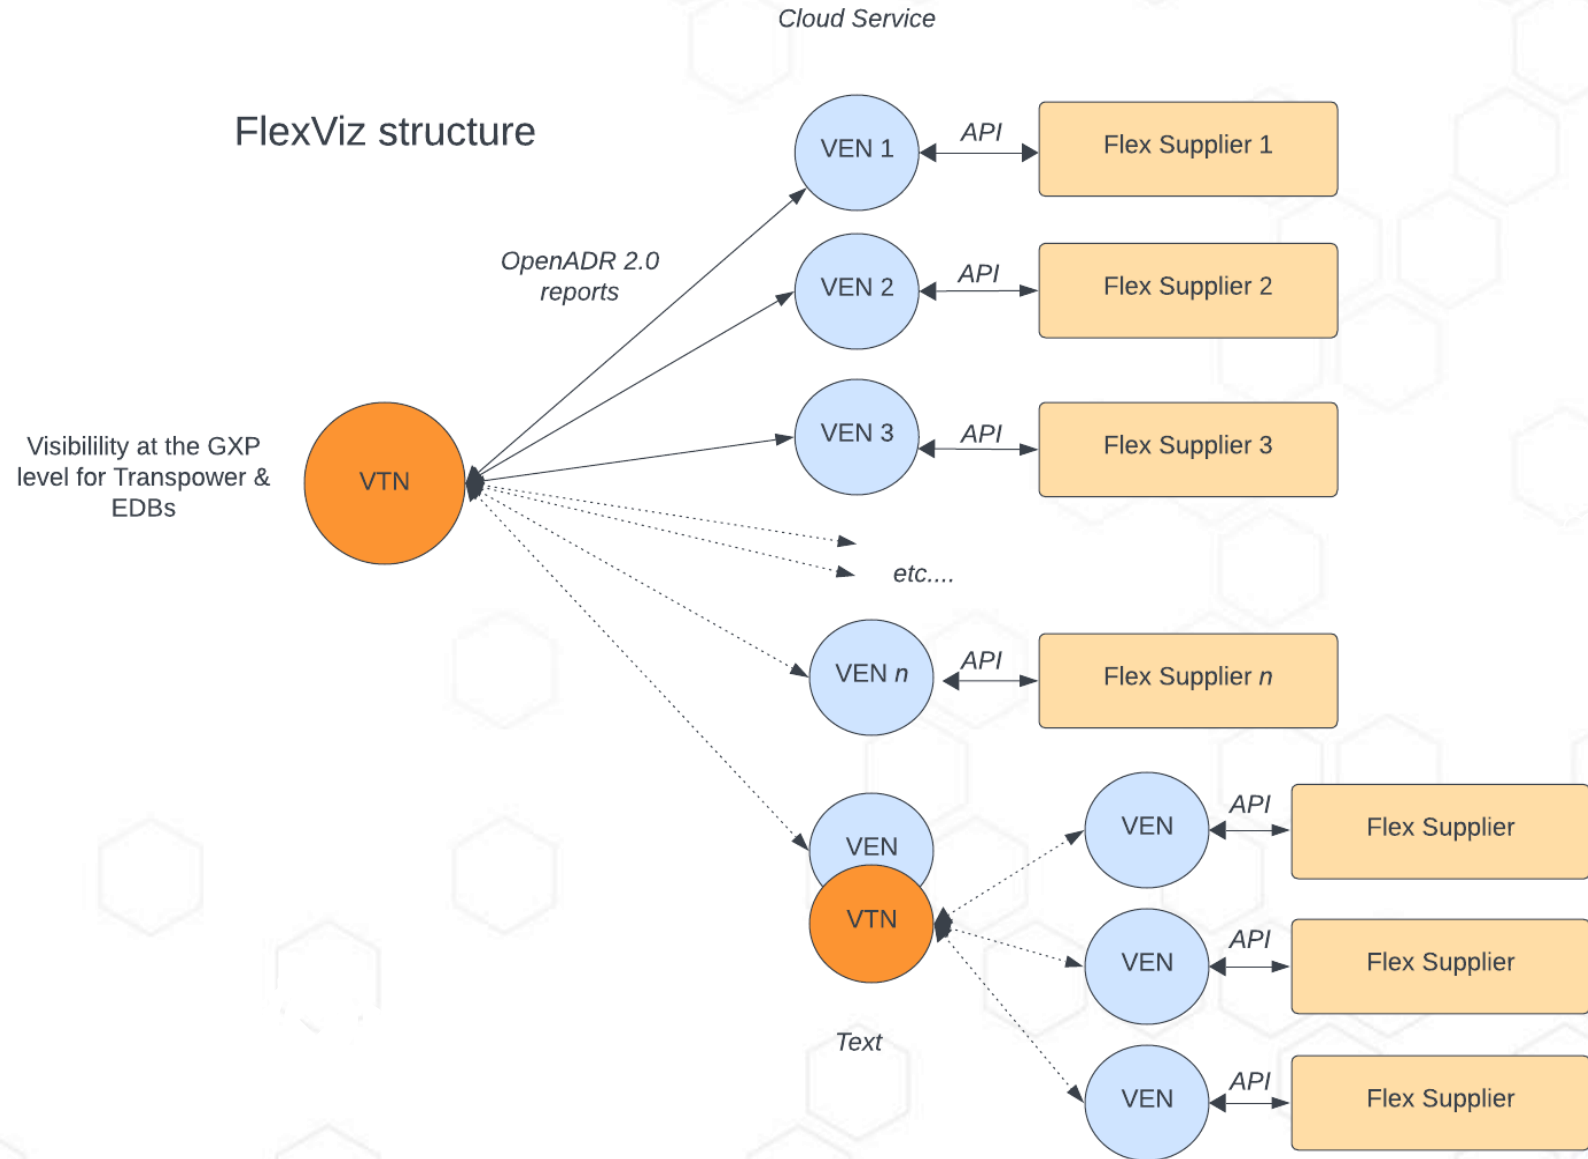 Cloud Service
FlexViz structure
VEN 1
API
Flex Supplier 1
OpenADR 2.0
reports
VEN 2
API
Flex Supplier 2
Visibilility at the GXP
level for Transpower &
EDBs
VTN
VEN 3
API
Flex Supplier 3
etc....
VEN n
API
Flex Supplier n
VEN
VTN
VEN
API
Flex Supplier
VEN
API
Flex Supplier
Text
VEN
API
Flex Supplier